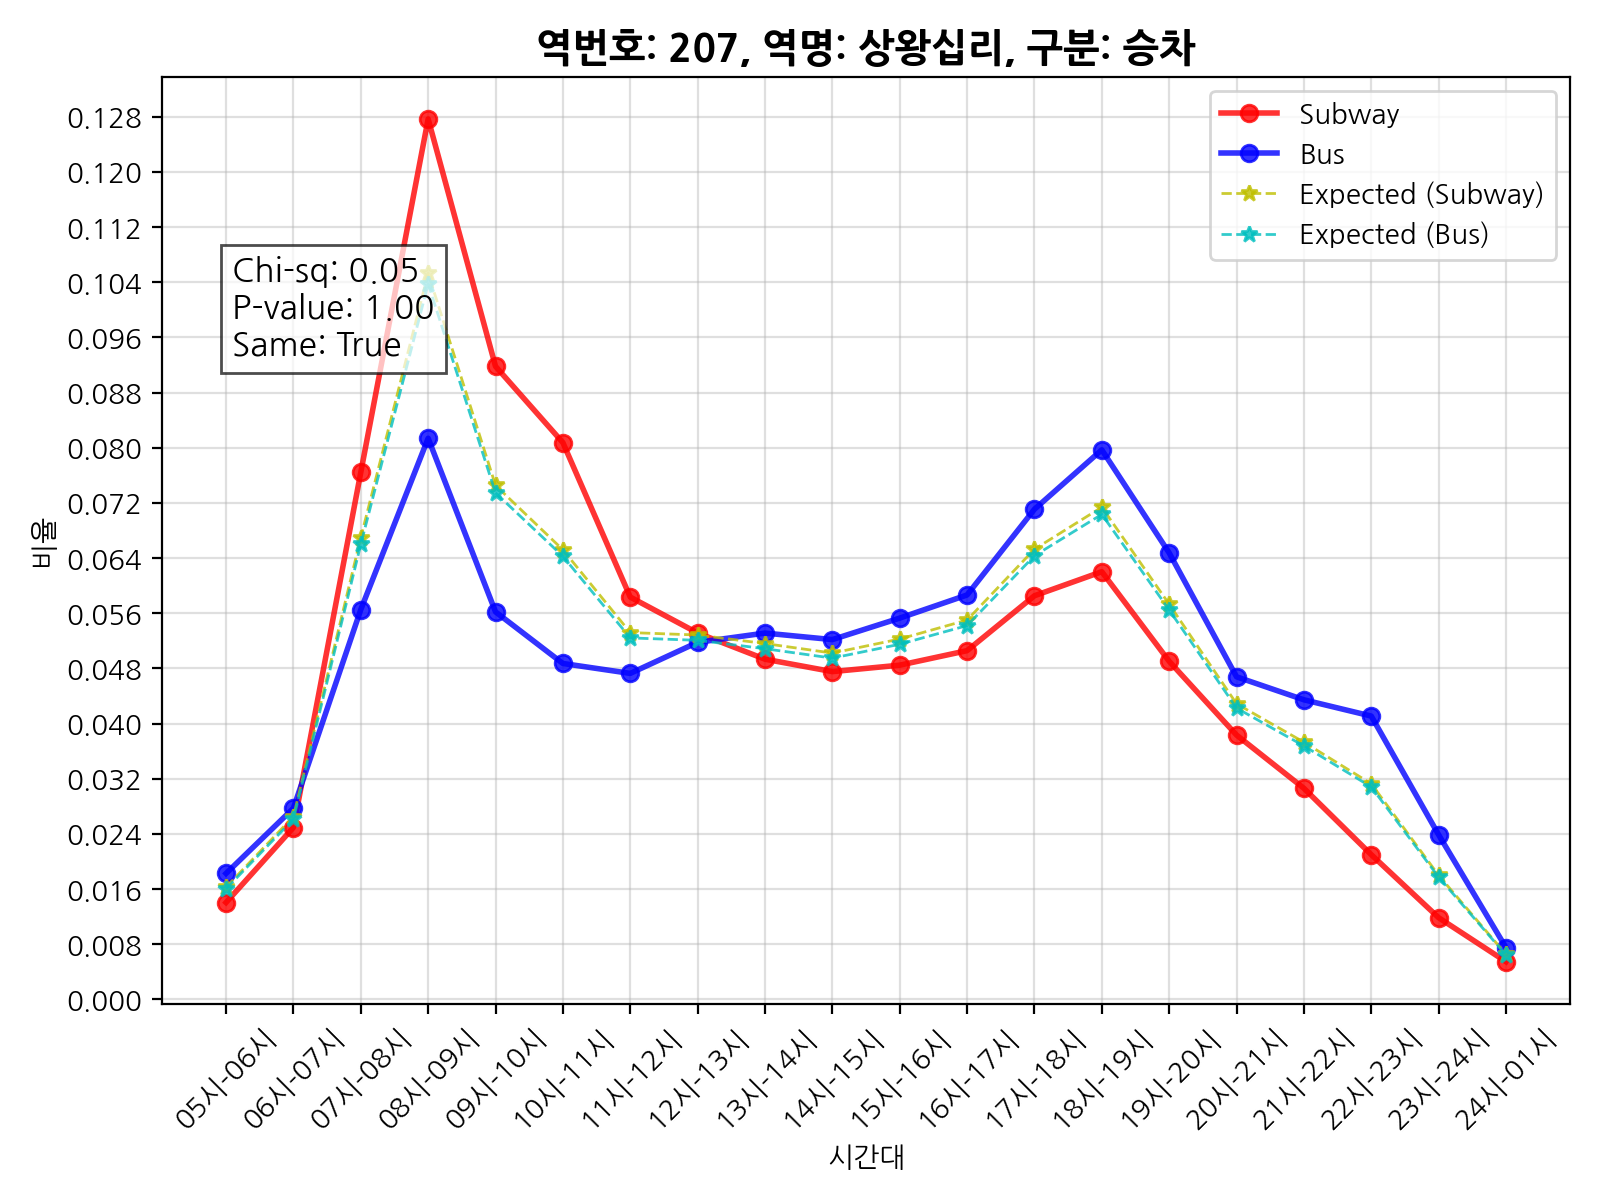 역번호: 207, 역명: 상왕십리, 구분: 승차
Subway
Bus
Expected (Subway)
Expected (Bus)
Chi-sq: 0.05
P-value: 1.00
Same: True
비율
0.128
0.120
0.112
0.104
0.096
0.088
0.080
0.072
0.064
0.056
0.048
0.040
0.032
0.024
0.016
0.008
0.000
05시-06시
06시-07시
07시-08시
08시-09시
09시-10시
10시-11시
11시-12시
12시-13시
13시-14시
14시-15시
15시-16시
16시-17시
17시-18시
18시-19시
19시-20시
20시-21시
21시-22시
22시-23시
23시-24시
24시-01시
시간대